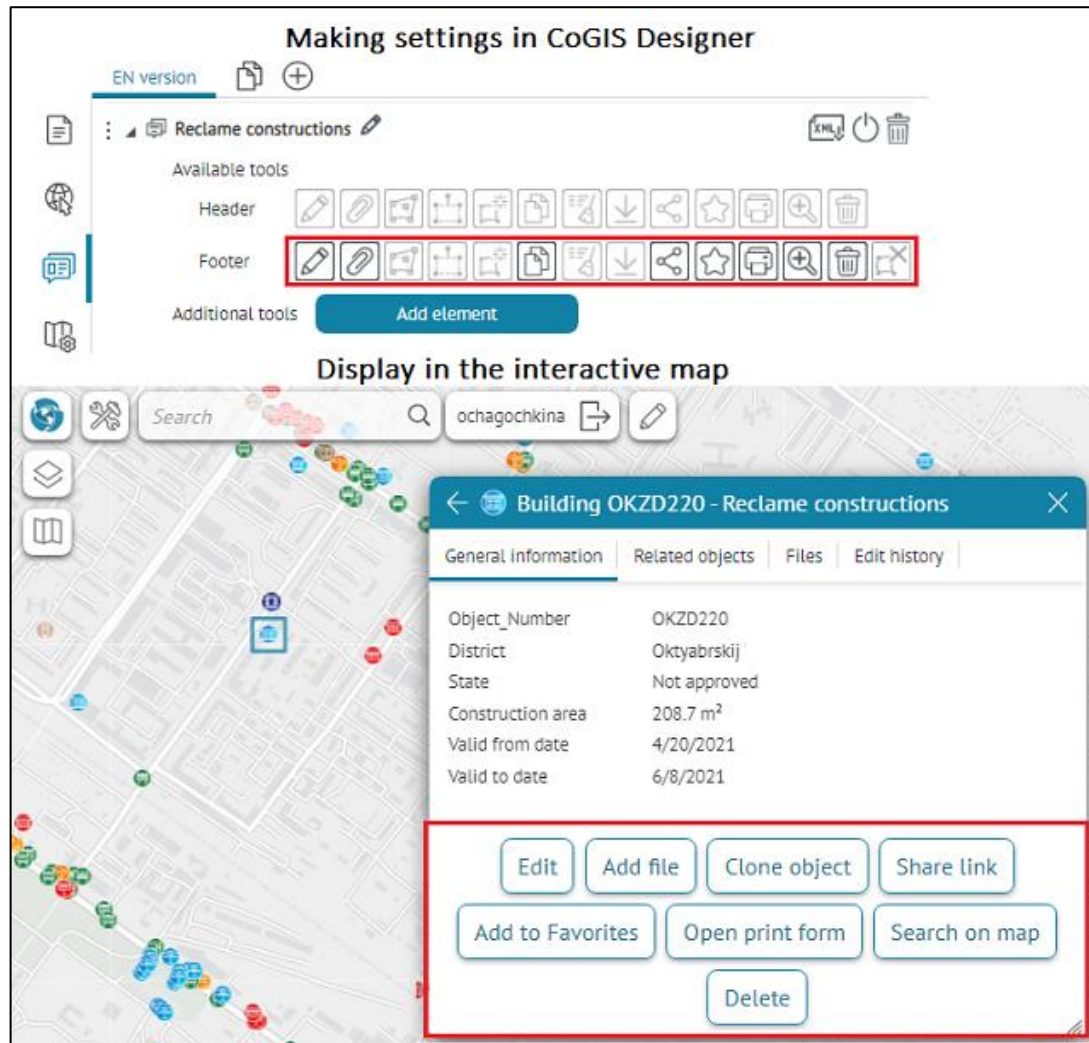 Making settings in CoGIS Designer
EN version
Reclame constructions
XML
Available tools
Header
Footer
Additional tools Add element
Display in the interactive map
Search ochagochkina
Building OKZD220 - Reclame constructions
General information Related objects Files Edit history
Object_Number OKZD220
District Oktyabrskij
State Not approved
Construction area 208.7 m²
Valid from date 4/20/2021
Valid to date 6/8/2021
Edit Add file Clone object Share link
Add to Favorites Open print form Search on map
Delete